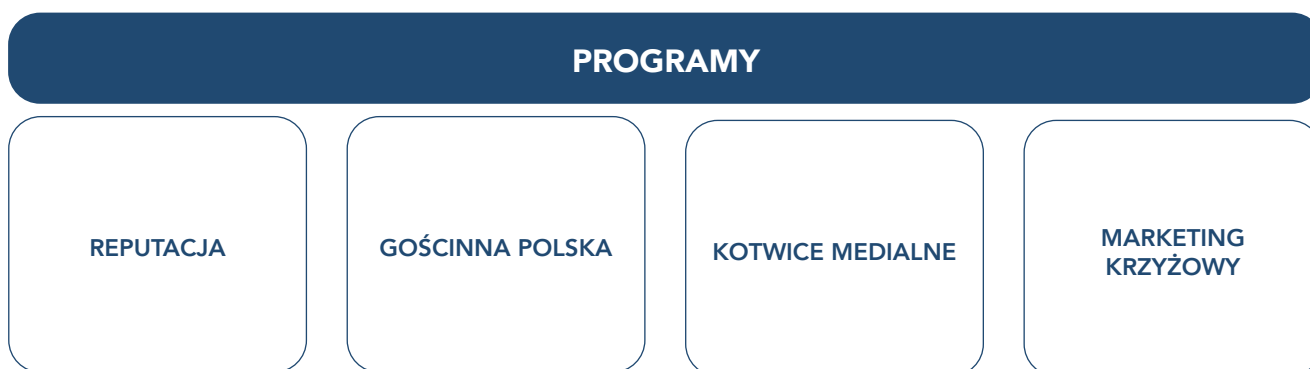 PROGRAMY
REPUTACJA
GOŚCINNA POLSKA
KOTWICE MEDIALNE
MARKETING
KRZYŻOWY